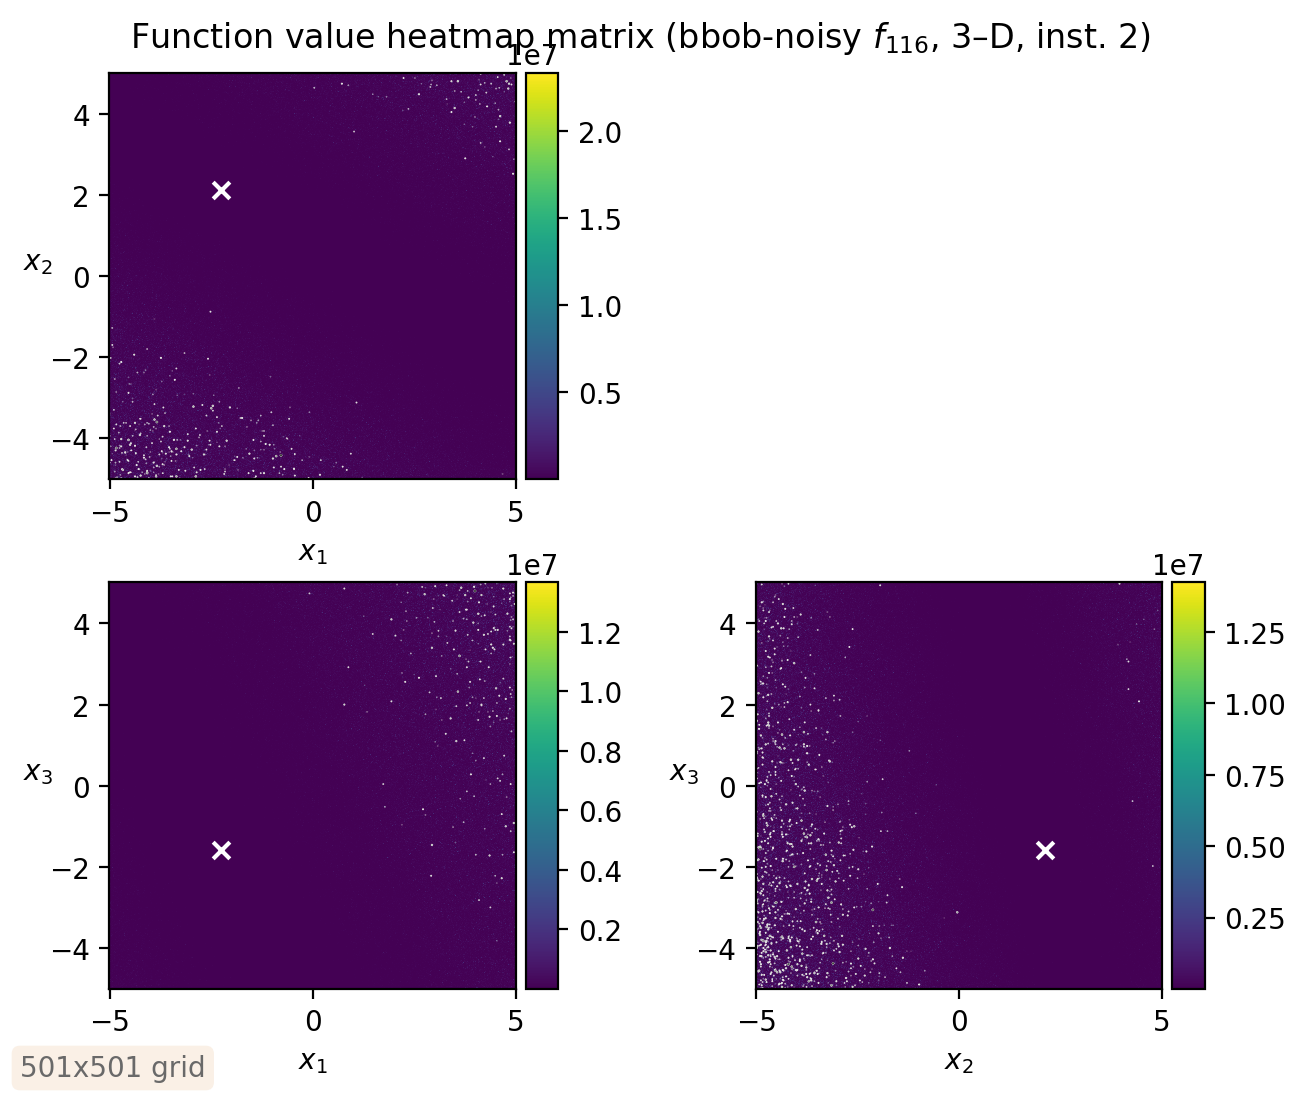 Function value heatmap matrix (bbob-noisy f116, 3–D, inst. 2)
1e7
4
2
0
−2
−4
x2
2.0
1.5
1.0
0.5
−5 0 5
x1
1e7
4
2
0
−2
−4
x3
1.2
1.0
0.8
0.6
0.4
0.2
−5 0 5
x1
1e7
4
2
0
−2
−4
x3
1.25
1.00
0.75
0.50
0.25
−5 0 5
x2
501x501 grid